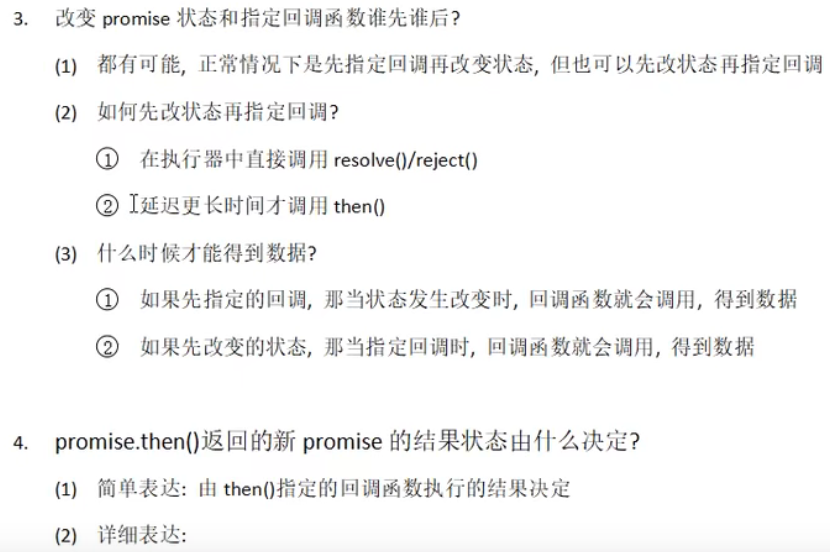 3. 改变 promise 状态和指定回调函数谁先谁后?
(1) 都有可能, 正常情况下是先指定回调再改变状态, 但也可以先改状态再指定回调
(2) 如何先改状态再指定回调?
① 在执行器中直接调用 resolve()/reject()
② 延迟更长时间才调用 then()
(3) 什么时候才能得到数据?
① 如果先指定的回调, 那当状态发生改变时, 回调函数就会调用, 得到数据
② 如果先改变的状态, 那当指定回调时, 回调函数就会调用, 得到数据
4. promise.then()返回的新 promise 的结果状态由什么决定?
(1) 简单表达: 由 then()指定的回调函数执行的结果决定
(2) 详细表达: